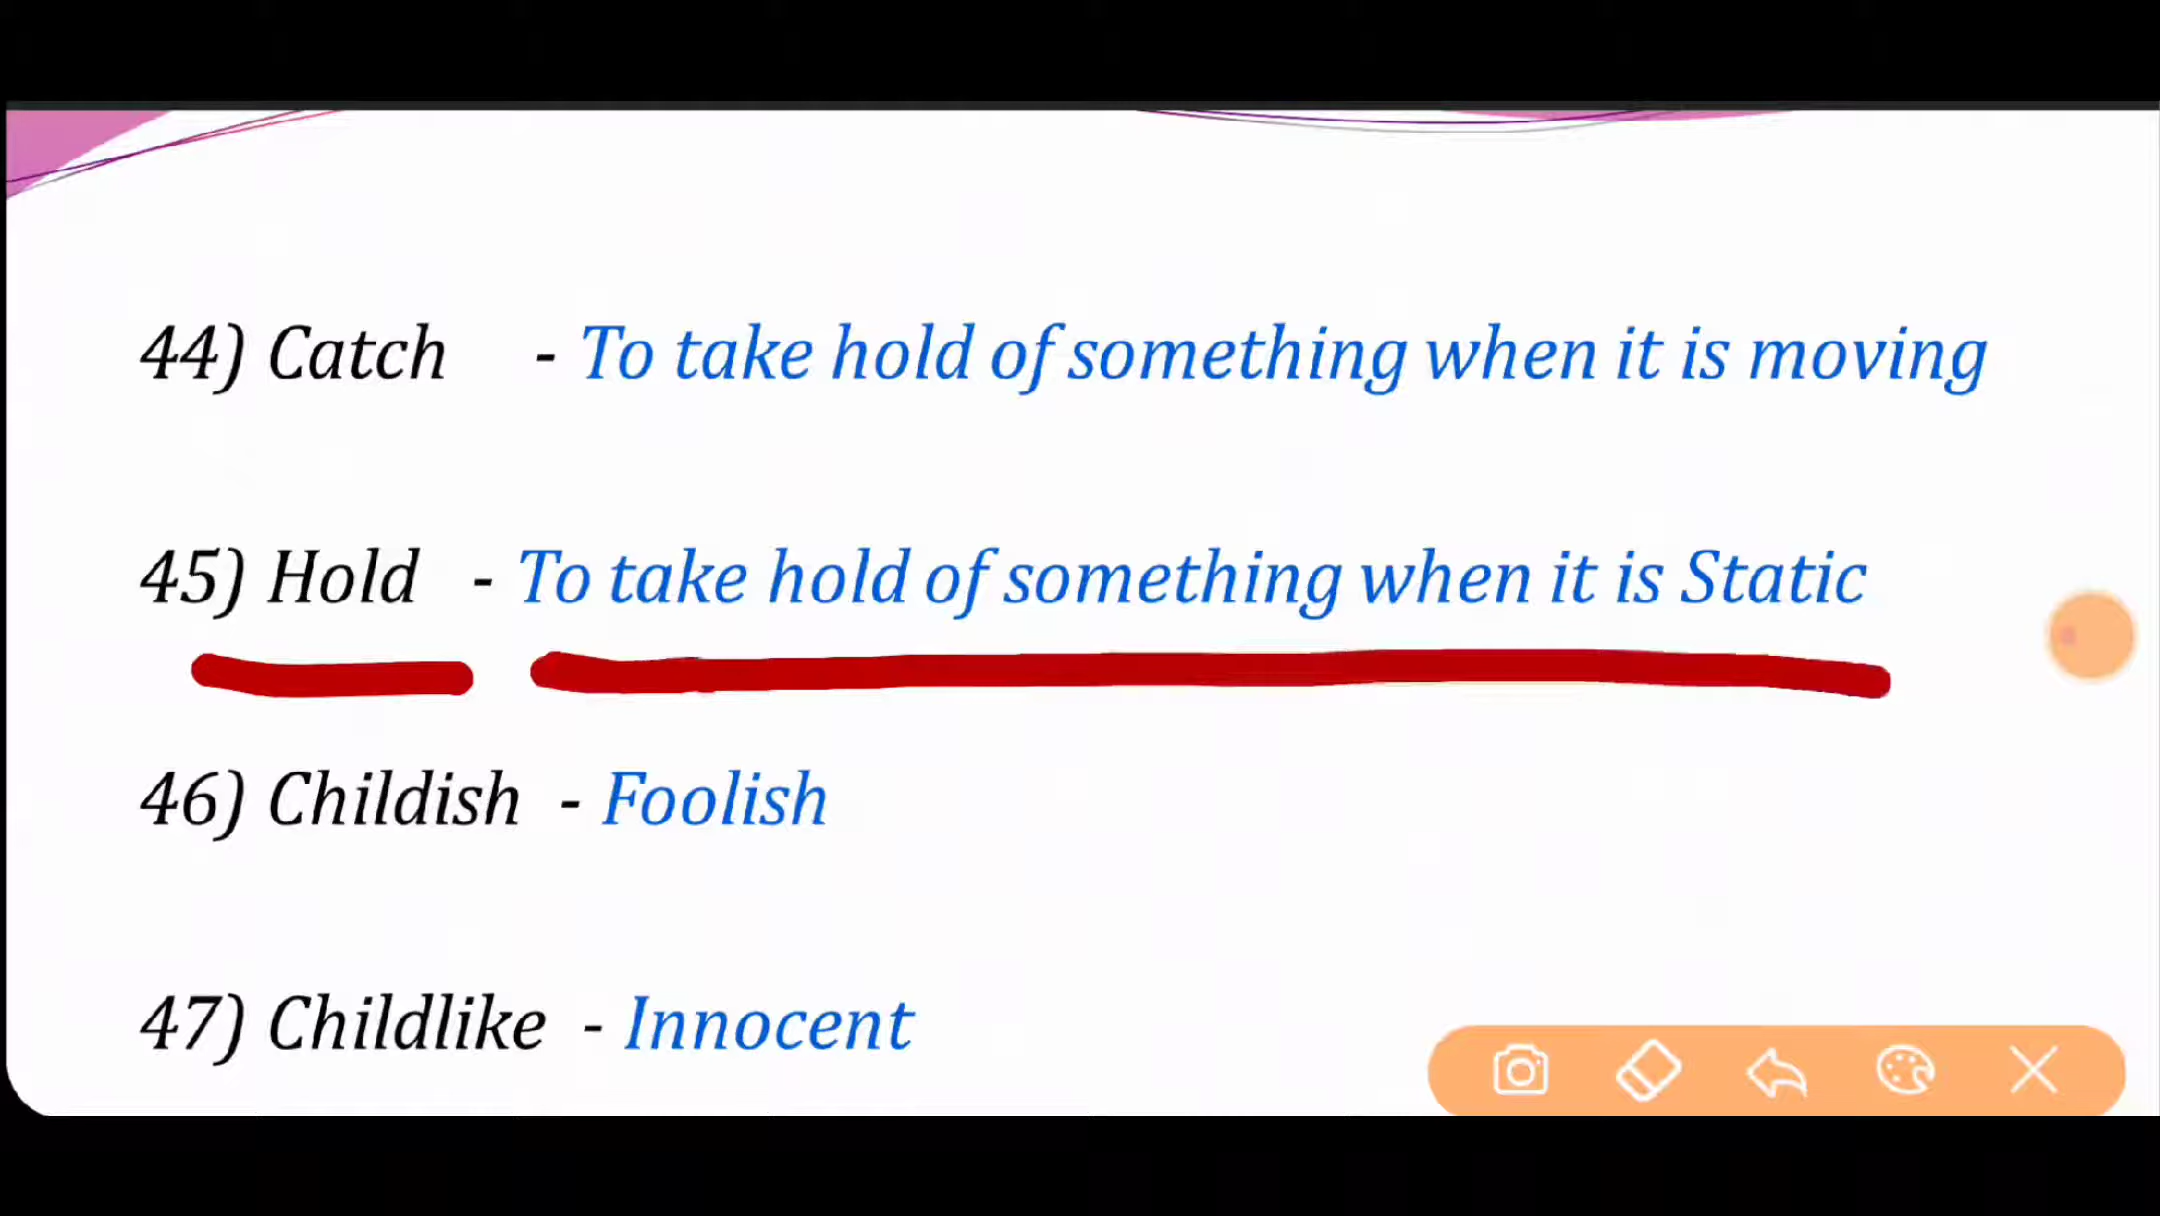 44) Catch - To take hold of something when it is moving
45) Hold - To take hold of something when it is Static
46) Childish - Foolish
47) Childlike - Innocent